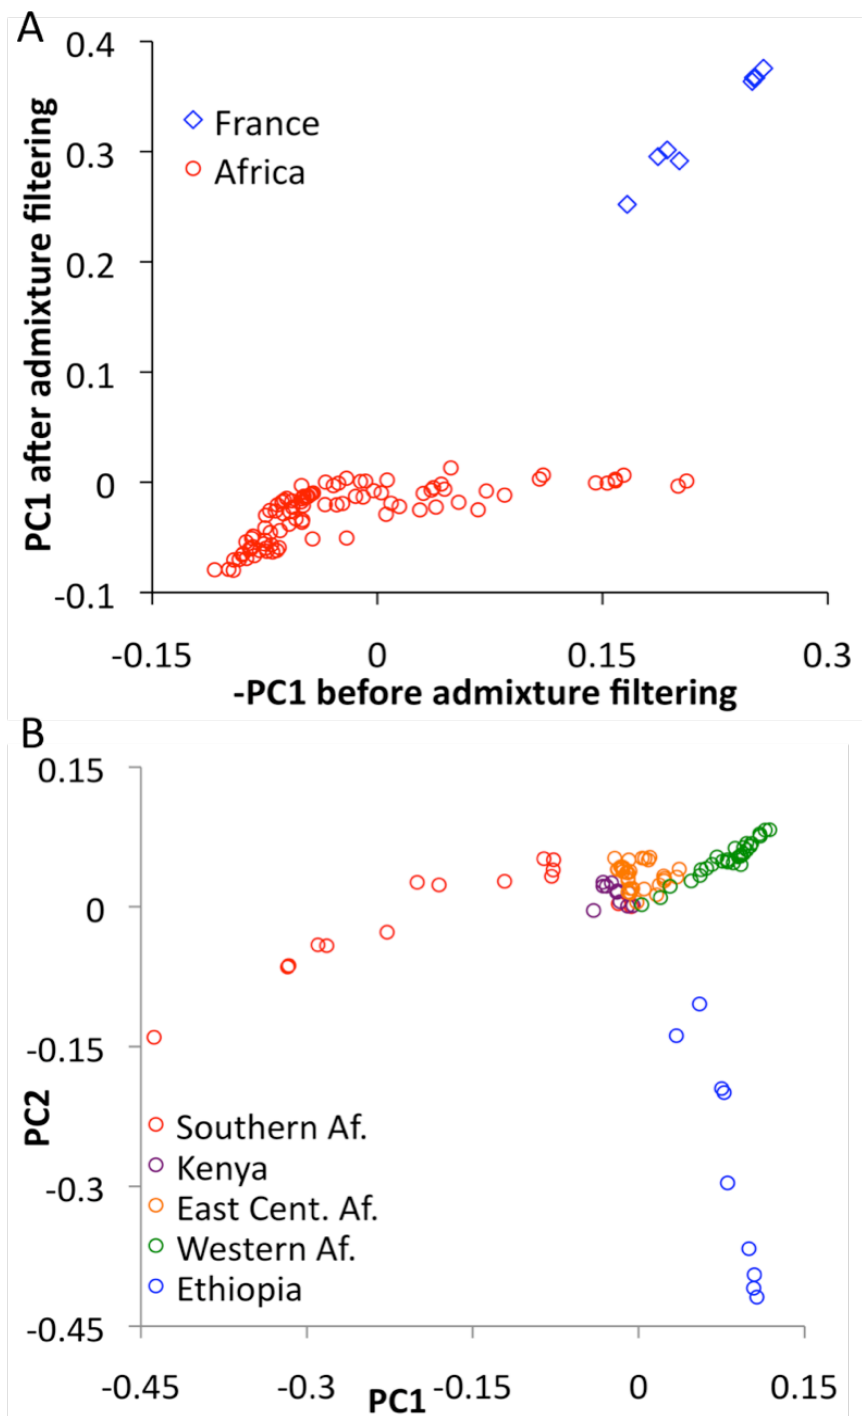 A
0.4
France
0.3
Africa
0.2
0.1
0
-0.1
PC1 after admixture filtering
-0.15 0 0.15 0.3
-PC1 before admixture filtering
B
0.15
0
-0.15
PC2
Southern Af.
Kenya
-0.3
East Cent. Af.
Western Af.
Ethiopia
-0.45
-0.45 -0.3 PC1 -0.15 0 0.15